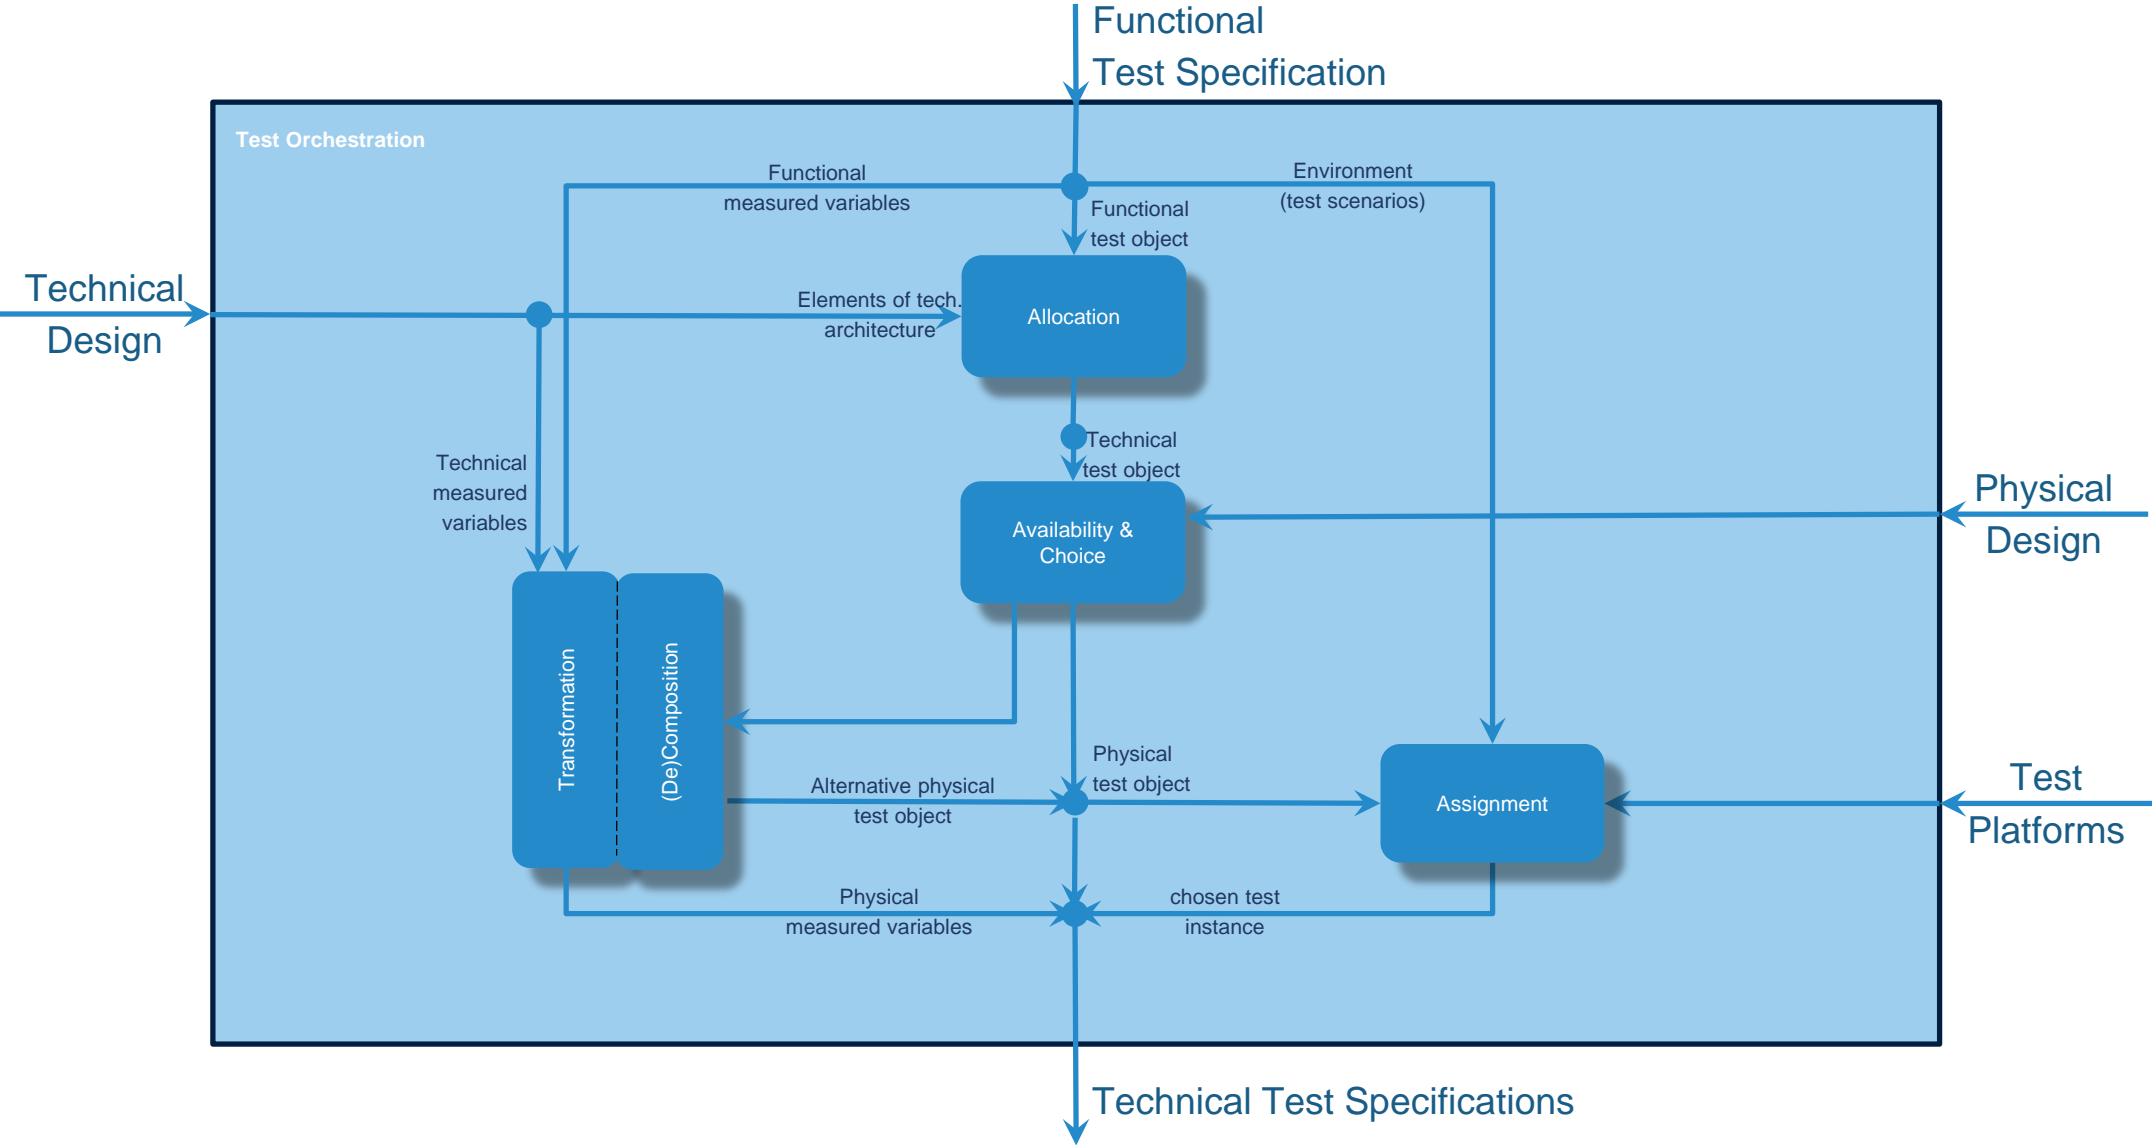 Functional
Test Specification
Test Orchestration
Functional
measured variables
Environment
(test scenarios)
Functional
test object
Technical
Design
Elements of tech.
architecture
Allocation
Technical
measured
variables
Technical
test object
Availability &
Choice
Physical
Design
Transformation
(De)Composition
Physical
test object
Alternative physical
test object
Assignment
Test
Platforms
Physical
measured variables
chosen test
instance
Technical Test Specifications